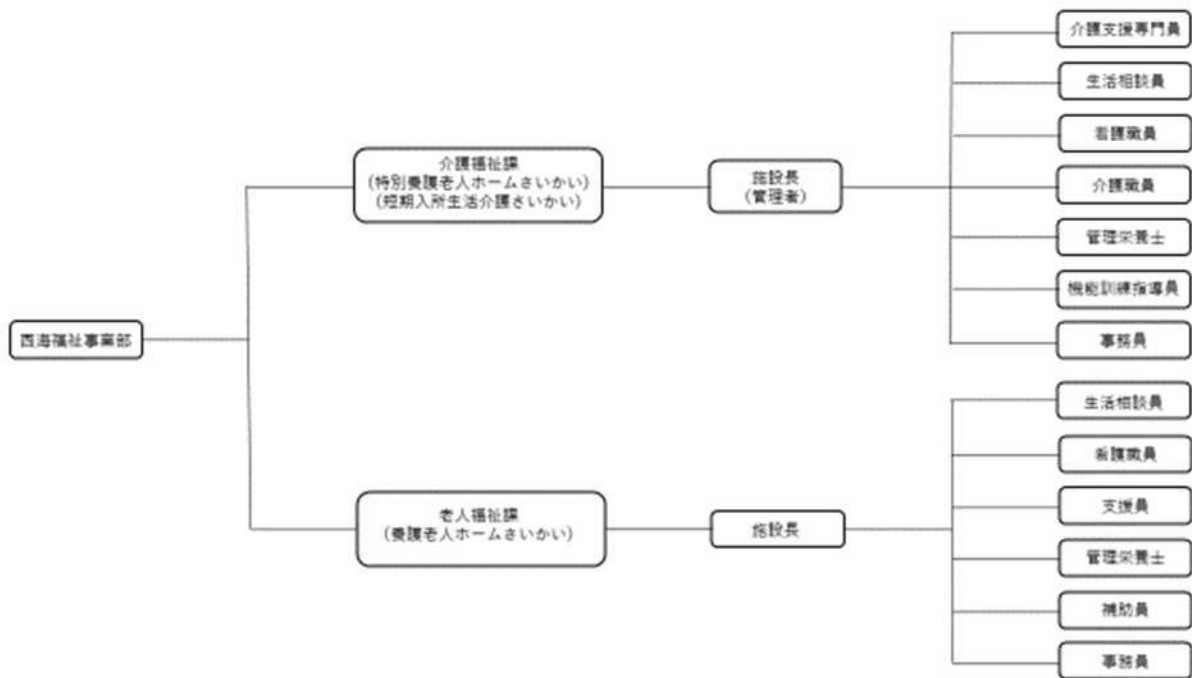 西海福祉事業部
介護福祉課
(特別養護老人ホームさいかい)
(短期入所生活介護さいかい)
施設長
(管理者)
介護支援専門員
生活相談員
看護職員
介護職員
管理栄養士
機能訓練指導員
事務員
老人福祉課
(養護老人ホームさいかい)
施設長
生活相談員
看護職員
支援員
管理栄養士
補助員
事務員